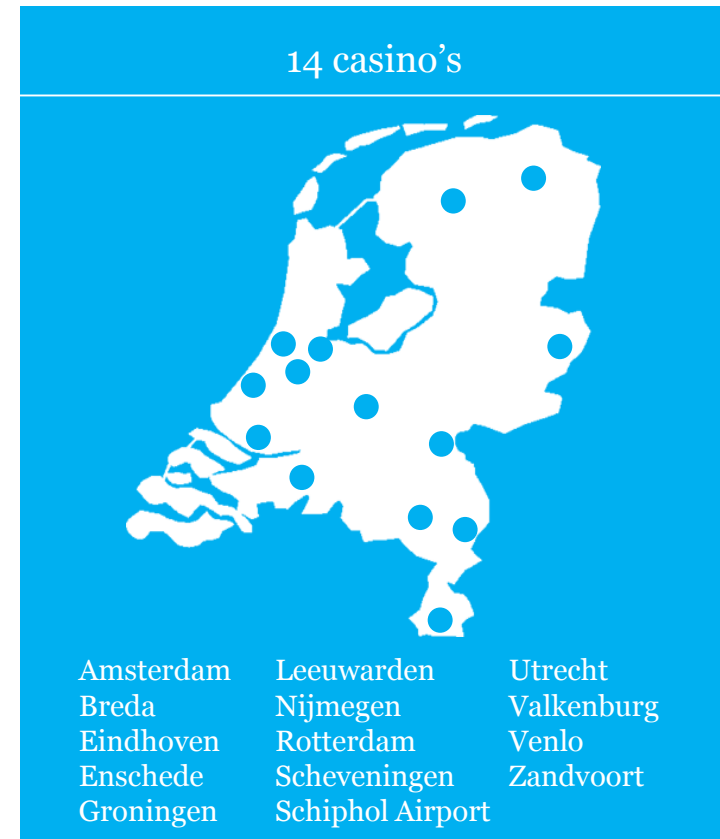 14 casino’s
Amsterdam
Breda
Eindhoven
Enschede
Groningen
Leeuwarden
Nijmegen
Rotterdam
Scheveningen
Schiphol Airport
Utrecht
Valkenburg
Venlo
Zandvoort